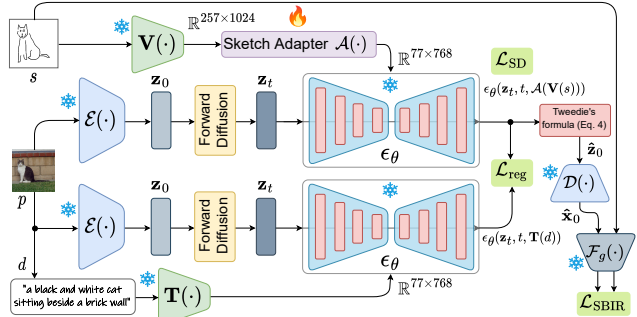 ℝ^{257×1024}
V(·)
Sketch Adapter 𝒜(·)
s
ℝ^{77×768}
ℒ_SD
z_0
z_t
ϵ_θ(z_t, t, 𝒜(V(s)))
ℰ(·)
Forward
Diffusion
ϵ_θ
Tweedie's
formula (Eq. 4)
ẑ_0
p
ℒ_reg
𝒟(·)
z_0
z_t
x̂_0
ℰ(·)
Forward
Diffusion
ϵ_θ
ϵ_θ(z_t, t, T(d))
ℱ_g(·)
d
"a black and white cat
sitting beside a brick wall"
T(·)
ℝ^{77×768}
ℒ_SBIR